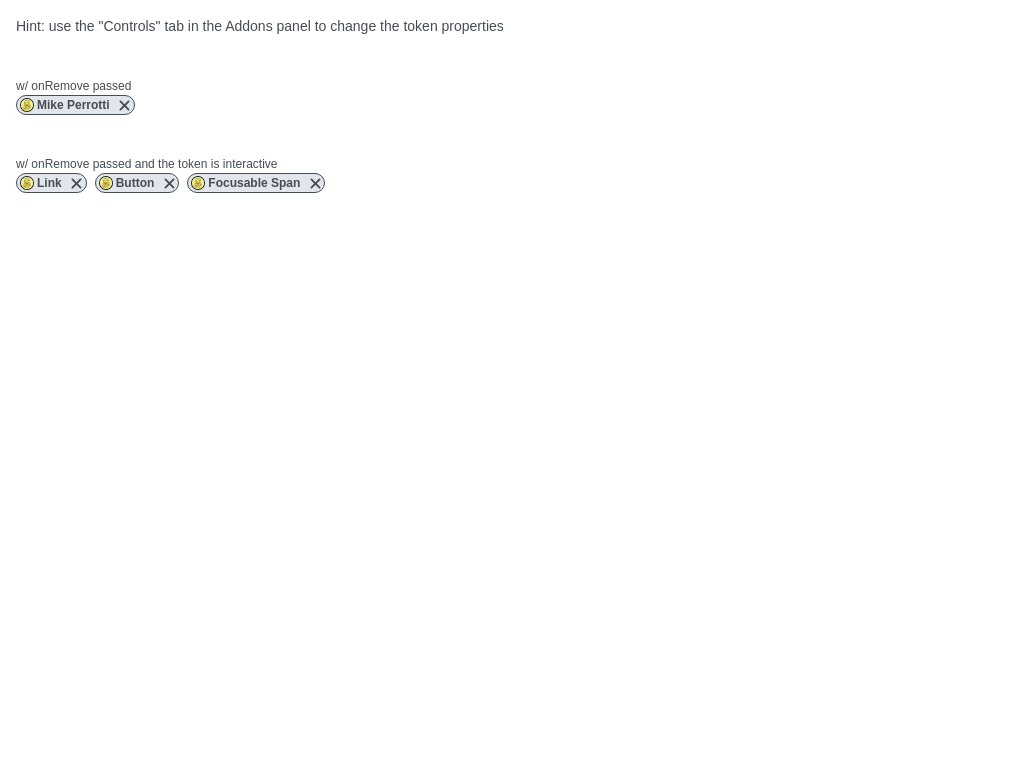 Hint: use the "Controls" tab in the Addons panel to change the token properties
w/ onRemove passed
Mike Perrotti
w/ onRemove passed and the token is interactive
Link Button Focusable Span